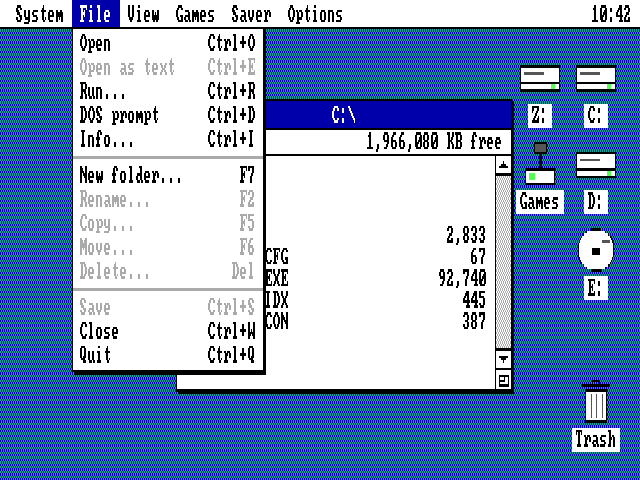 System File View Games Saver Options 10:42
Open Ctrl+O
Open as text Ctrl+E
Run... Ctrl+R
DOS prompt Ctrl+D
Info... Ctrl+I
New folder... F7
Rename... F2
Copy... F5
Move... F6
Delete... Del
Save Ctrl+S
Close Ctrl+W
Quit Ctrl+Q
C:\
1,966,080 KB free
2,833
CFG 67
EXE 92,740
IDX 445
CON 387
Z: C:
Games D:
E:
Trash